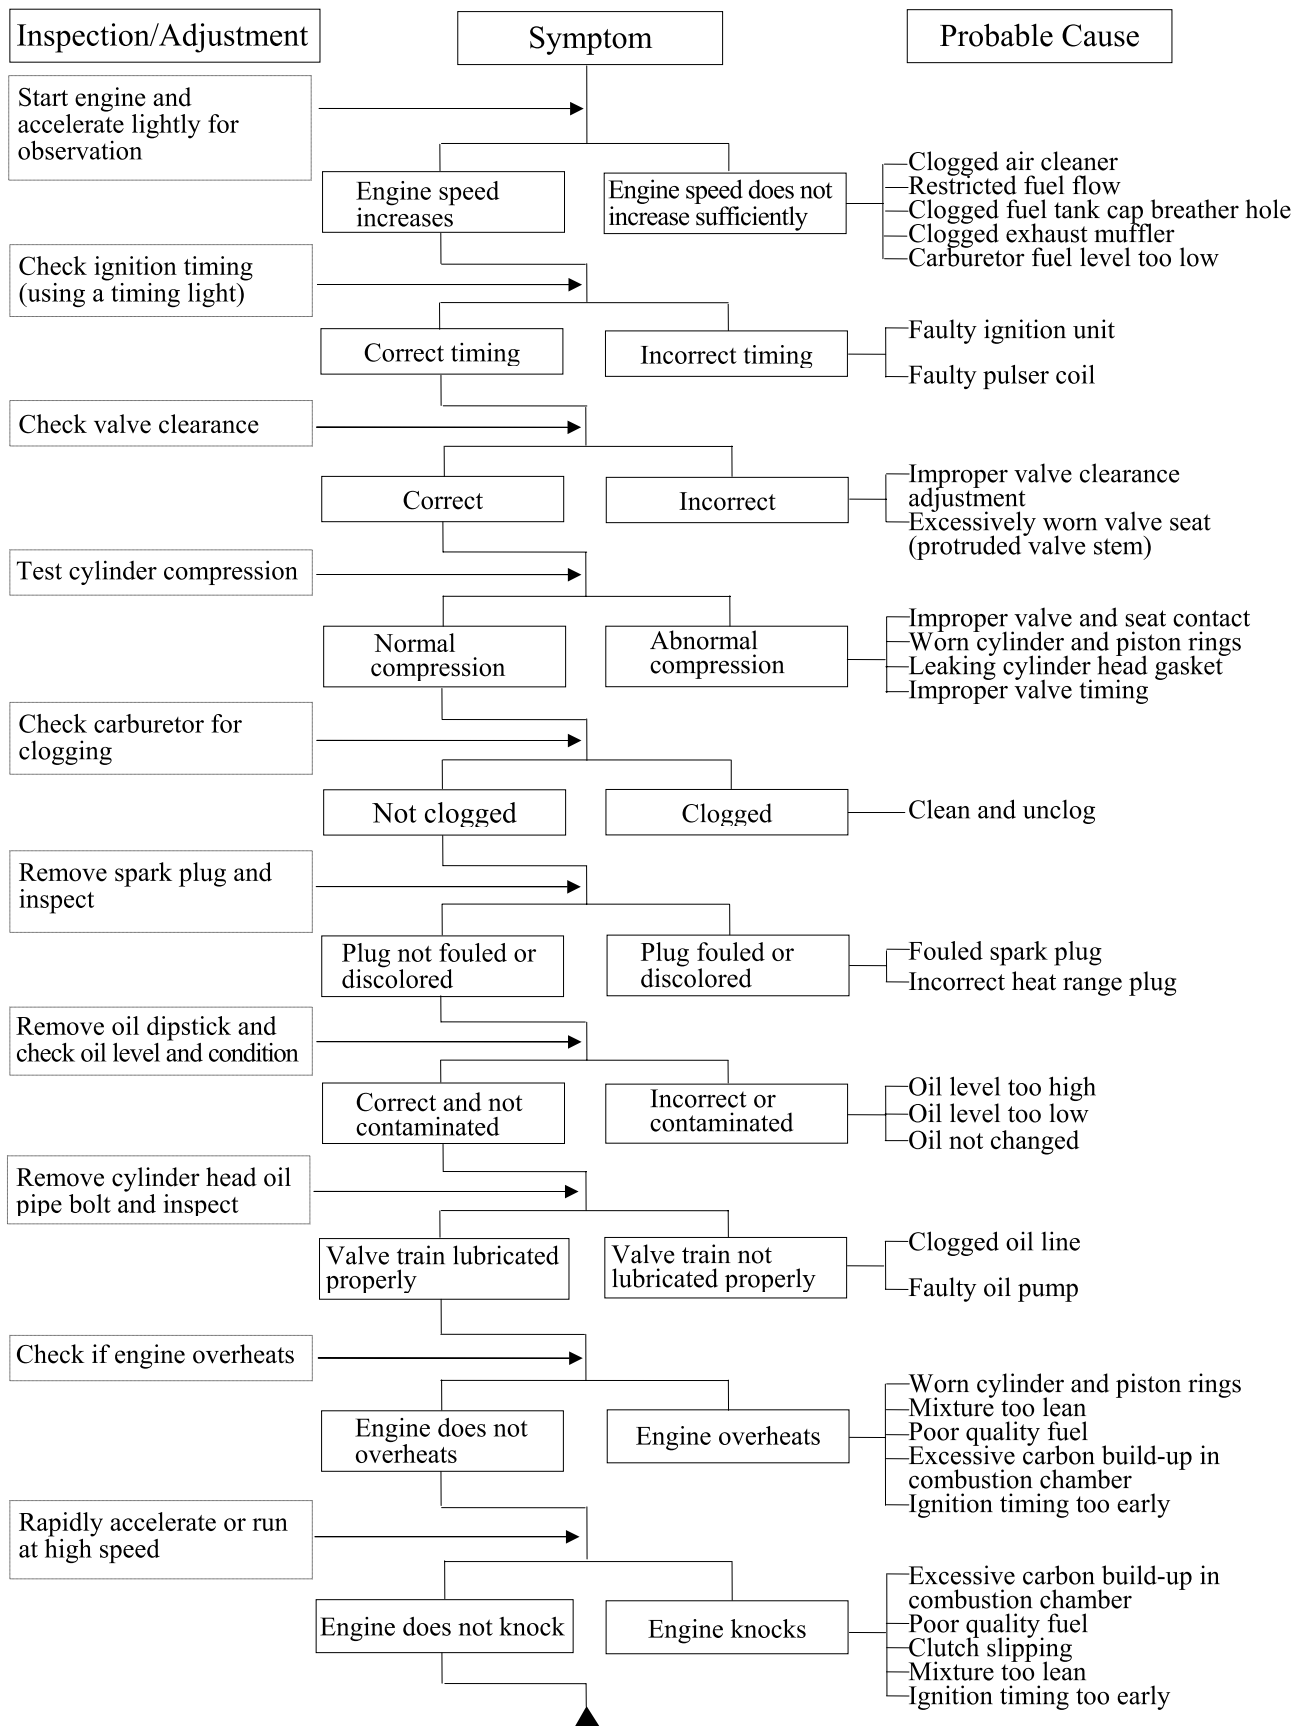 Inspection/Adjustment
Symptom
Probable Cause
Start engine and
accelerate lightly for
observation
Engine speed
increases
Engine speed does not
increase sufficiently
Clogged air cleaner
Restricted fuel flow
Clogged fuel tank cap breather hole
Clogged exhaust muffler
Carburetor fuel level too low
Check ignition timing
(using a timing light)
Correct timing
Incorrect timing
Faulty ignition unit
Faulty pulser coil
Check valve clearance
Correct
Incorrect
Improper valve clearance
adjustment
Excessively worn valve seat
(protruded valve stem)
Test cylinder compression
Normal
compression
Abnormal
compression
Improper valve and seat contact
Worn cylinder and piston rings
Leaking cylinder head gasket
Improper valve timing
Check carburetor for
clogging
Not clogged
Clogged
Clean and unclog
Remove spark plug and
inspect
Plug not fouled or
discolored
Plug fouled or
discolored
Fouled spark plug
Incorrect heat range plug
Remove oil dipstick and
check oil level and condition
Correct and not
contaminated
Incorrect or
contaminated
Oil level too high
Oil level too low
Oil not changed
Remove cylinder head oil
pipe bolt and inspect
Valve train lubricated
properly
Valve train not
lubricated properly
Clogged oil line
Faulty oil pump
Check if engine overheats
Engine does not
overheats
Engine overheats
Worn cylinder and piston rings
Mixture too lean
Poor quality fuel
Excessive carbon build-up in
combustion chamber
Ignition timing too early
Rapidly accelerate or run
at high speed
Engine does not knock
Engine knocks
Excessive carbon build-up in
combustion chamber
Poor quality fuel
Clutch slipping
Mixture too lean
Ignition timing too early